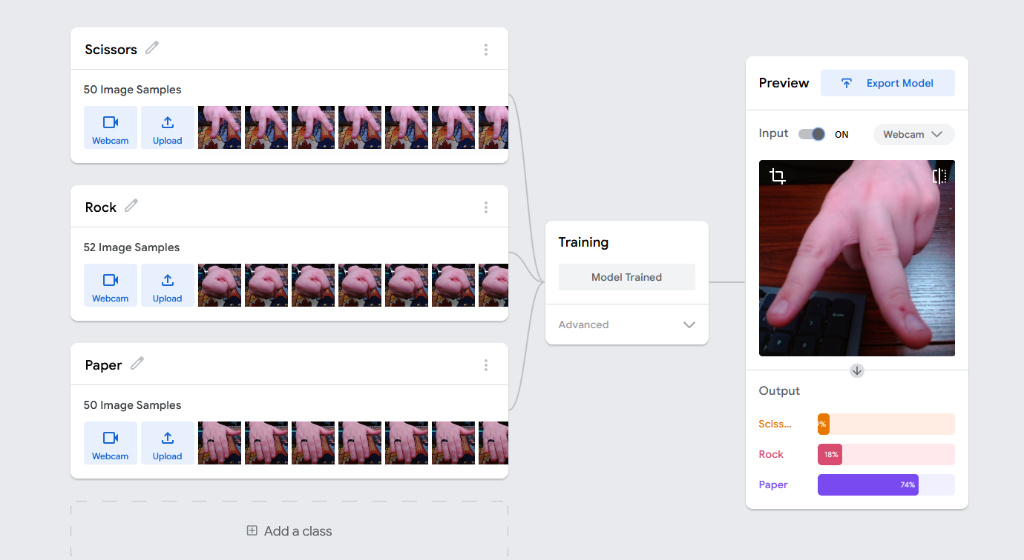 Scissors
50 Image Samples
Webcam
Upload
Rock
52 Image Samples
Webcam
Upload
Paper
50 Image Samples
Webcam
Upload
Add a class
Training
Model Trained
Advanced
Preview
Export Model
Input
ON
Webcam
Output
Sciss...
Rock
18%
Paper
74%